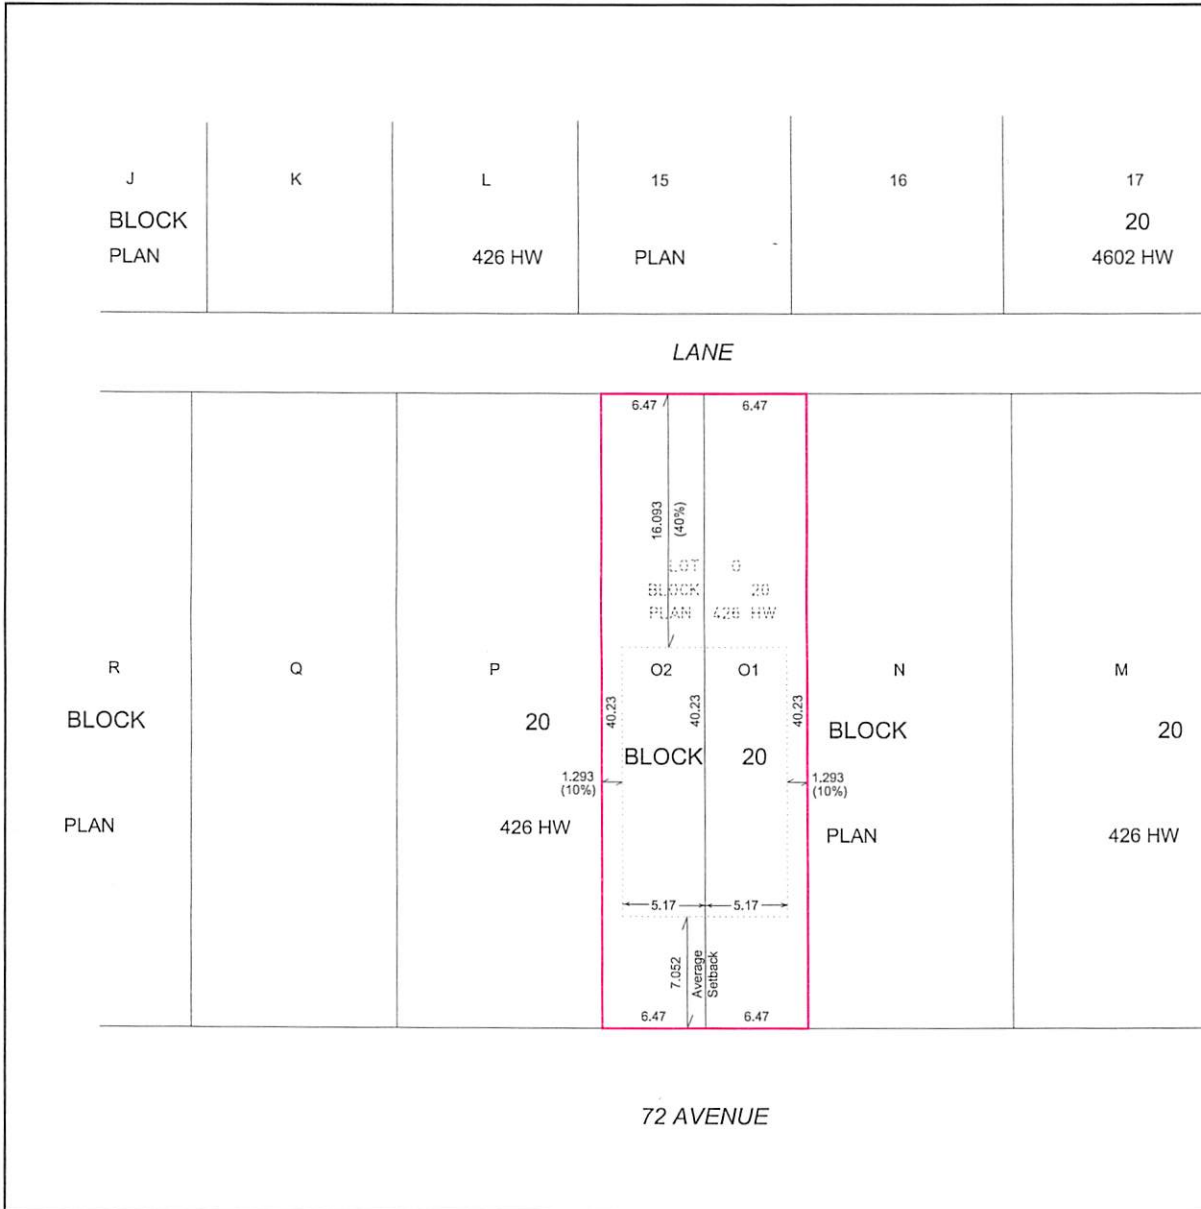 J K L 15 16 17
BLOCK 20
PLAN 426 HW PLAN 4602 HW
LANE
6.47 6.47
16.093
(40%)
LOT O
BLOCK 20
PLAN 426 HW
R Q P O2 O1 N M
40.23 40.23 40.23
BLOCK 20 BLOCK 20
BLOCK 20
1.293
(10%)
1.293
(10%)
PLAN 426 HW PLAN 426 HW
5.17 5.17
7.052
Average
Setback
6.47 6.47
72 AVENUE